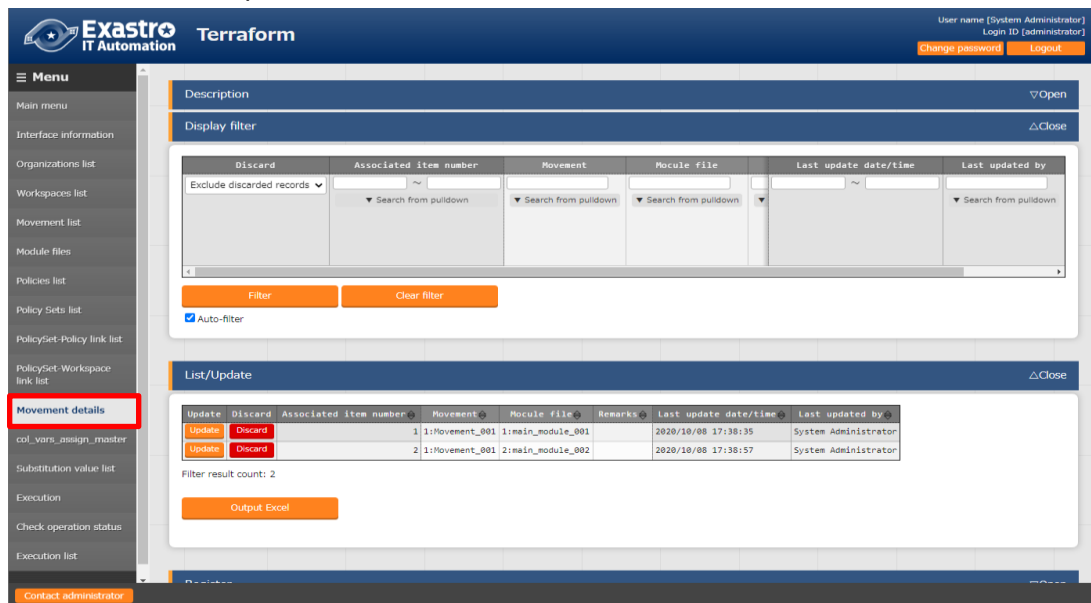 Exastro
IT Automation
Terraform
User name [System Administrator]
Login ID [administrator]
Change password
Logout
Menu
Main menu
Interface information
Organizations list
Workspaces list
Movement list
Module files
Policies list
Policy Sets list
PolicySet-Policy link list
PolicySet-Workspace
link list
Movement details
col_vars_assign_master
Substitution value list
Execution
Check operation status
Execution list
Contact administrator
Description
▽Open
Display filter
△Close
Discard Associated item number Movement Mocule file Last update date/time Last updated by
Exclude discarded records ~ ~
▼ Search from pulldown ▼ Search from pulldown ▼ Search from pulldown ▼ ▼ Search from pulldown
Filter
Clear filter
Auto-filter
List/Update
△Close
Update Discard Associated item number Movement Mocule file Remarks Last update date/time Last updated by
Update Discard 1 1:Movement_001 1:main_module_001 2020/10/08 17:38:35 System Administrator
Update Discard 2 1:Movement_001 2:main_module_002 2020/10/08 17:38:57 System Administrator
Filter result count: 2
Output Excel